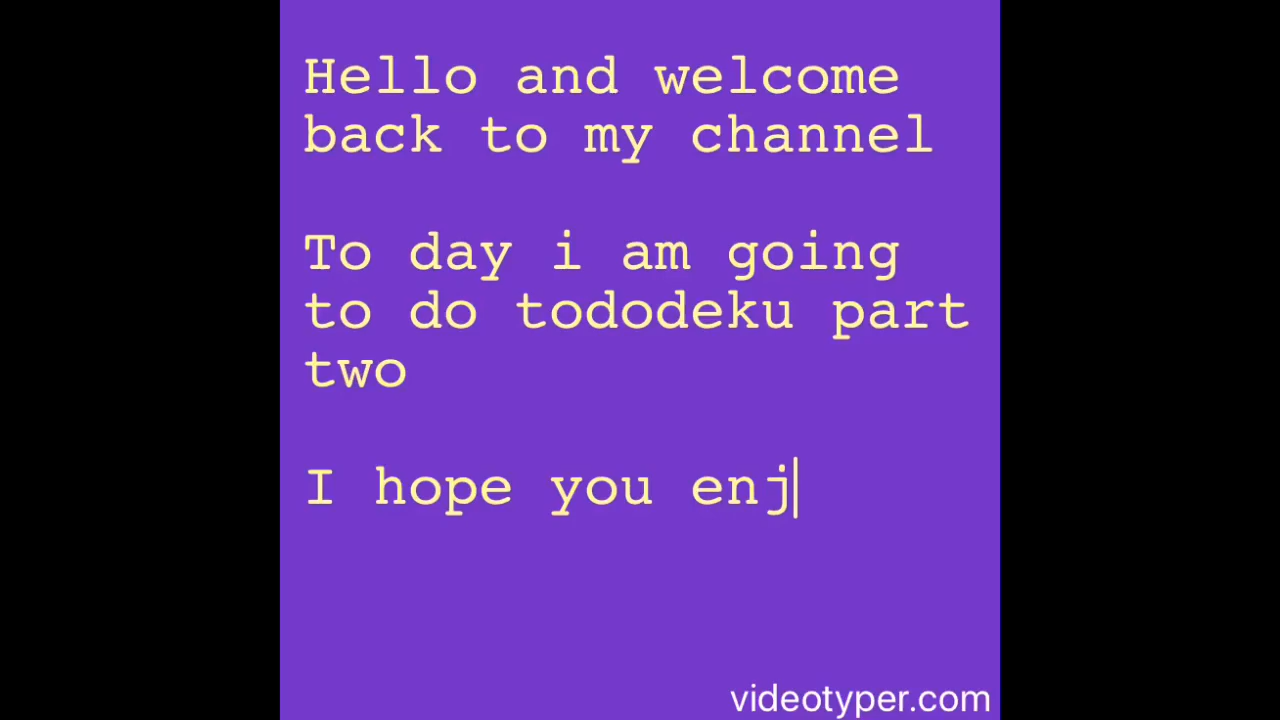 Hello and welcome
back to my channel
To day i am going
to do tododeku part
two
I hope you enj
videotyper.com